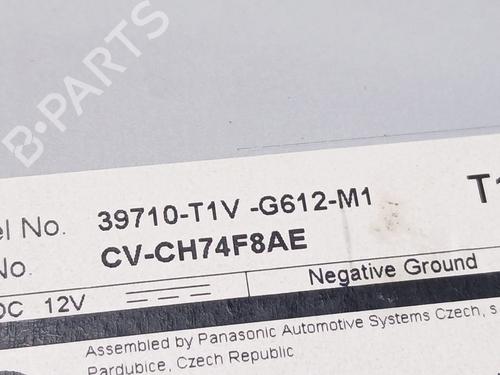 B-PARTS
el No. 39710-T1V -G612-M1
No. CV-CH74F8AE
T1
DC 12V Negative Ground
Assembled by Panasonic Automotive Systems Czech, s
Pardubice, Czech Republic